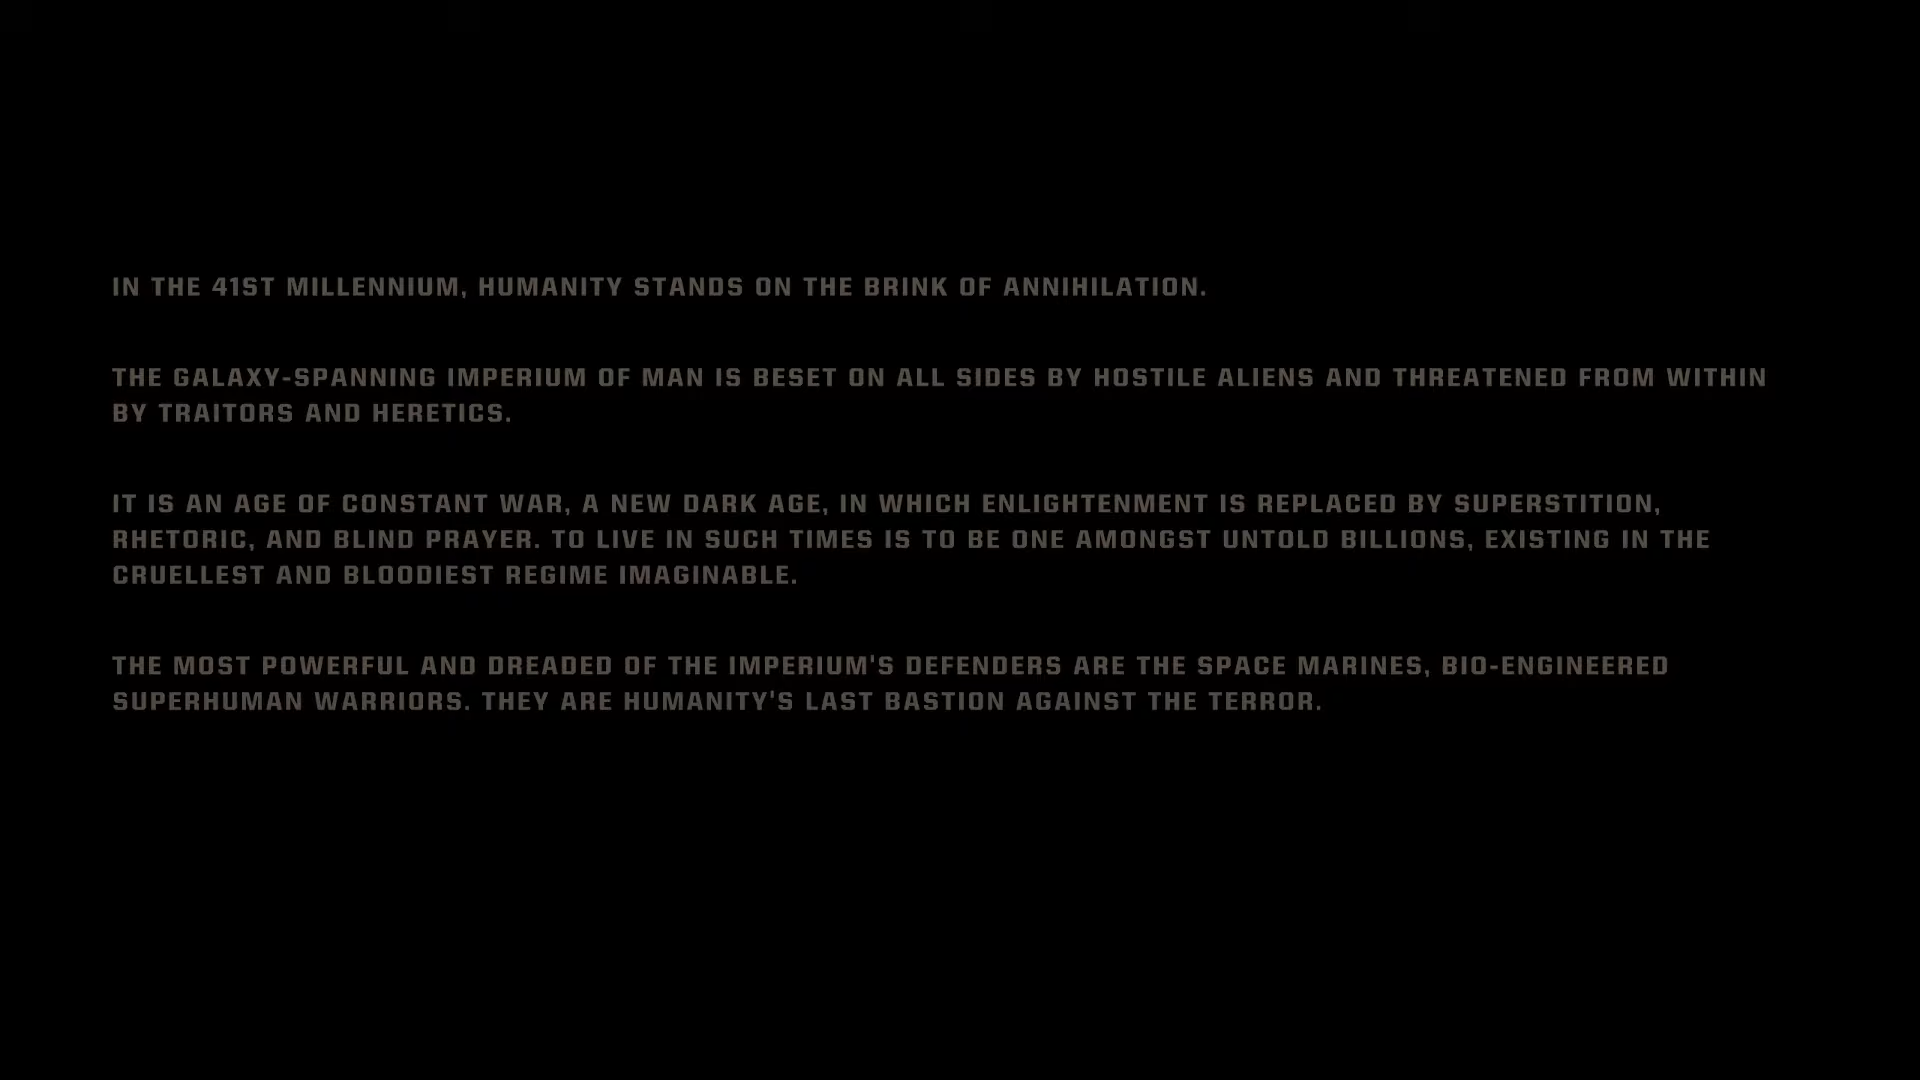 IN THE 41ST MILLENNIUM, HUMANITY STANDS ON THE BRINK OF ANNIHILATION.
THE GALAXY-SPANNING IMPERIUM OF MAN IS BESET ON ALL SIDES BY HOSTILE ALIENS AND THREATENED FROM WITHIN
BY TRAITORS AND HERETICS.
IT IS AN AGE OF CONSTANT WAR, A NEW DARK AGE, IN WHICH ENLIGHTENMENT IS REPLACED BY SUPERSTITION,
RHETORIC, AND BLIND PRAYER. TO LIVE IN SUCH TIMES IS TO BE ONE AMONGST UNTOLD BILLIONS, EXISTING IN THE
CRUELLEST AND BLOODIEST REGIME IMAGINABLE.
THE MOST POWERFUL AND DREADED OF THE IMPERIUM'S DEFENDERS ARE THE SPACE MARINES, BIO-ENGINEERED
SUPERHUMAN WARRIORS. THEY ARE HUMANITY'S LAST BASTION AGAINST THE TERROR.